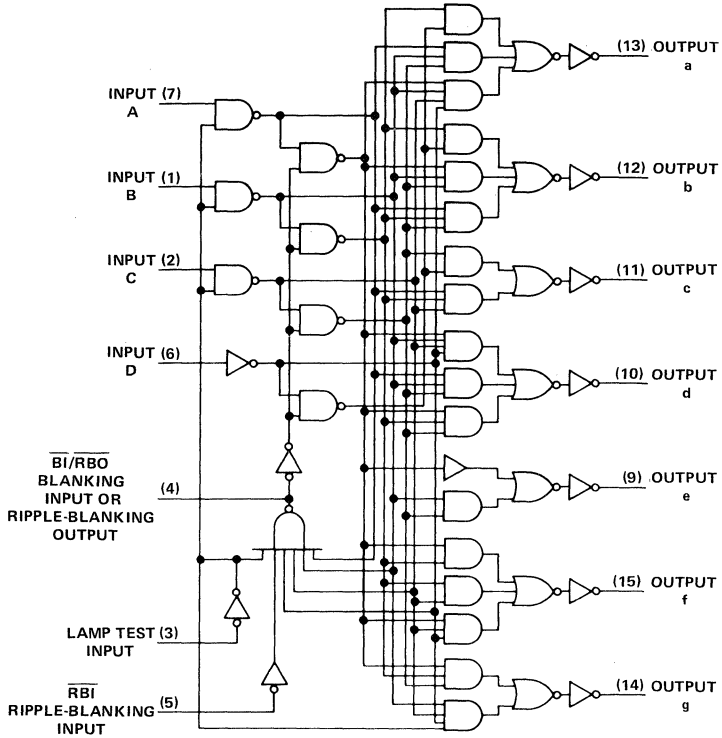 (13) OUTPUT
a
INPUT (7)
A
(12) OUTPUT
b
INPUT (1)
B
INPUT (2)
C
(11) OUTPUT
c
INPUT (6)
D
(10) OUTPUT
d
BI/RBO
BLANKING
INPUT OR
RIPPLE-BLANKING
OUTPUT
(4)
(9) OUTPUT
e
(15) OUTPUT
f
LAMP TEST (3)
INPUT
RBI
RIPPLE-BLANKING
INPUT
(5)
(14) OUTPUT
g